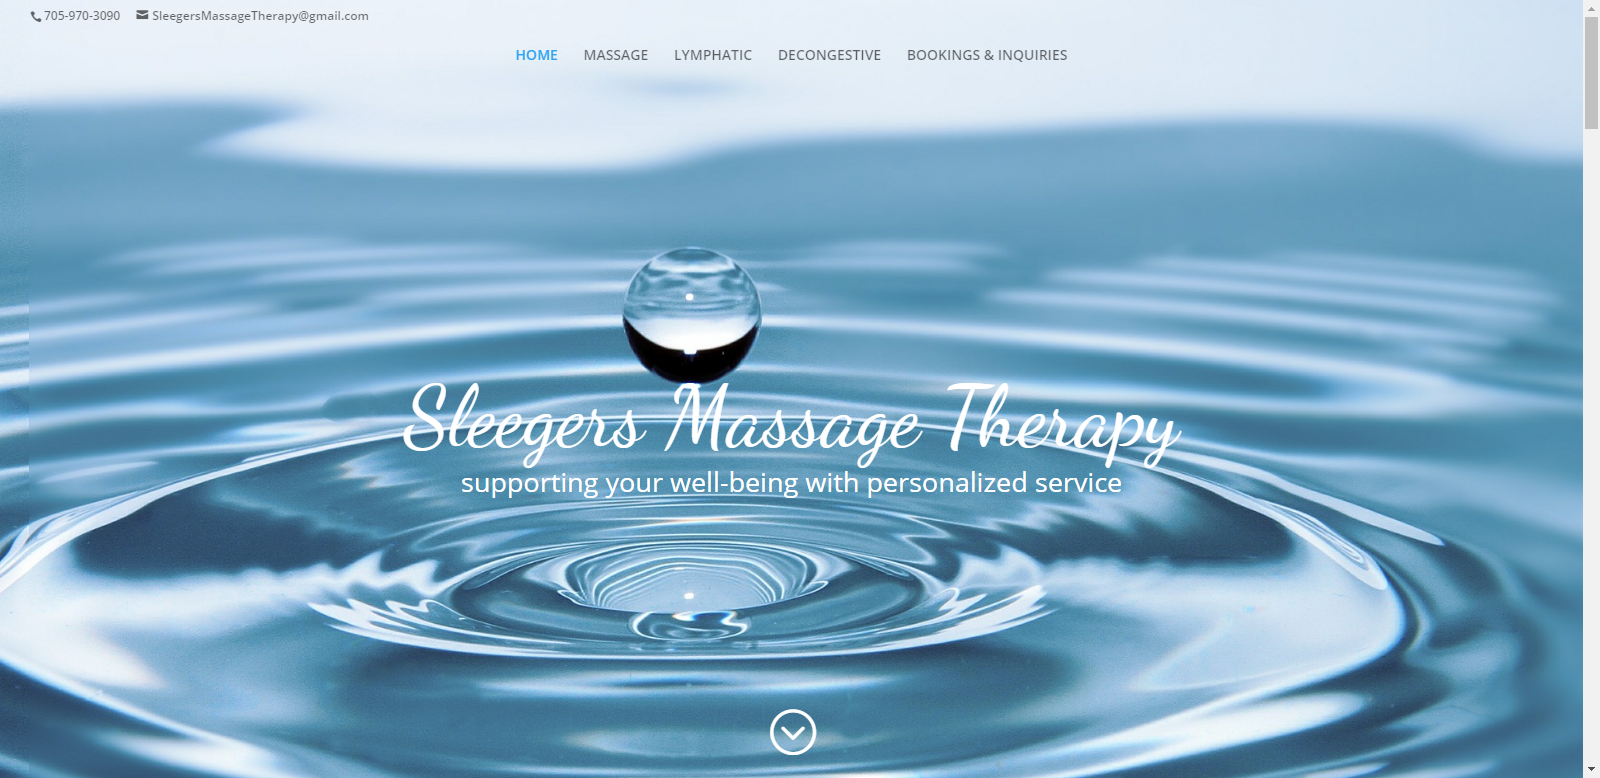 705-970-3090 SleegersMassageTherapy@gmail.com
HOME MASSAGE LYMPHATIC DECONGESTIVE BOOKINGS & INQUIRIES
Sleegers Massage Therapy
supporting your well-being with personalized service